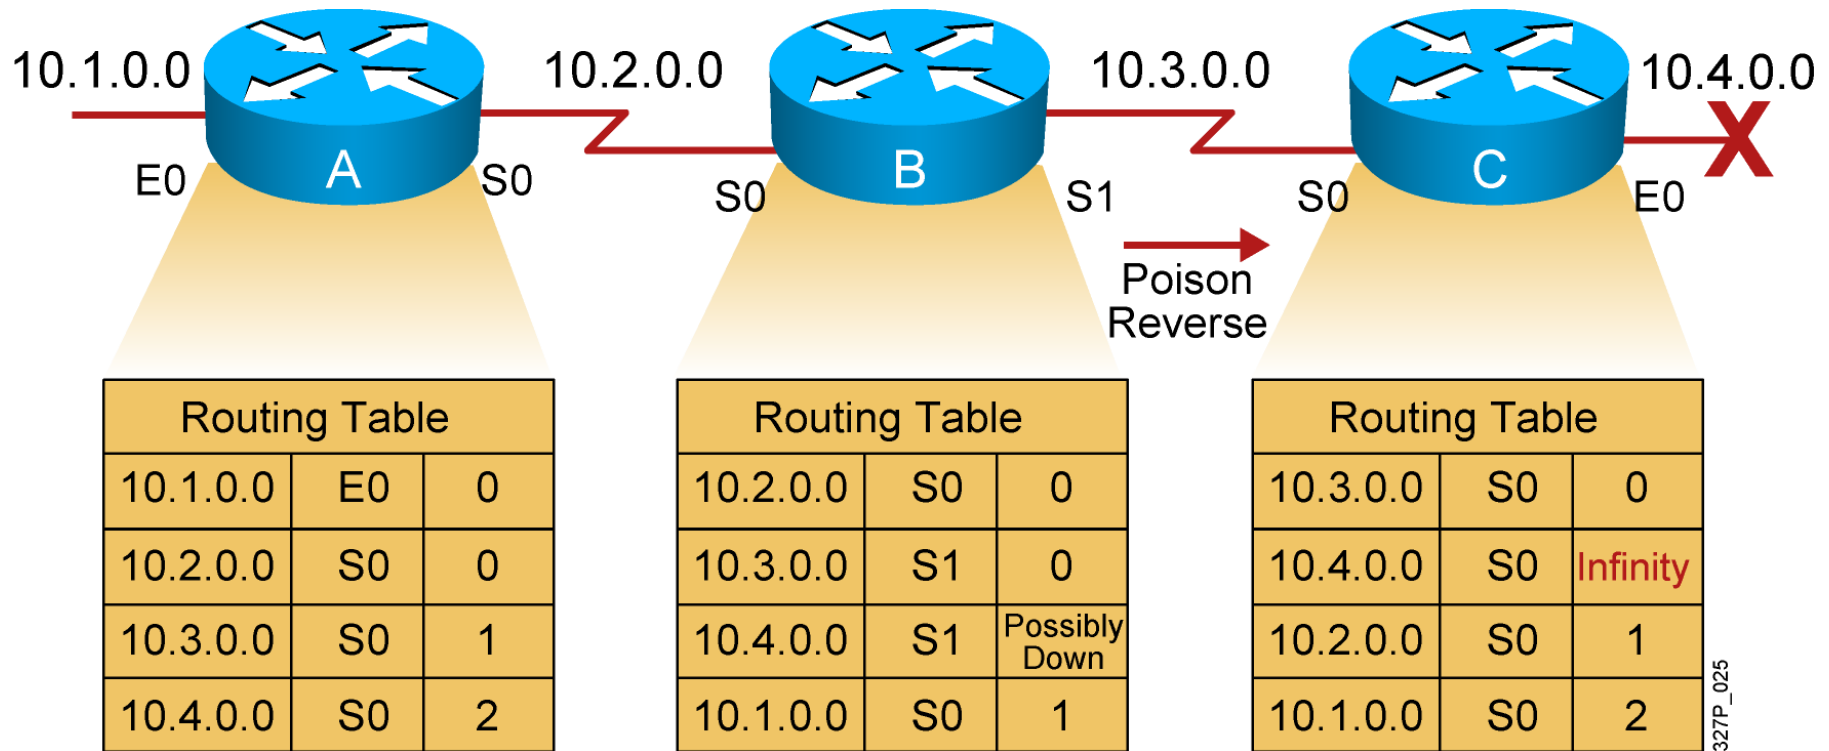 10.1.0.0 10.2.0.0 10.3.0.0 10.4.0.0
X
A B C
E0 S0 S0 S1 S0 E0
Poison
Reverse
Routing Table
10.1.0.0 E0 0
10.2.0.0 S0 0
10.3.0.0 S0 1
10.4.0.0 S0 2
Routing Table
10.2.0.0 S0 0
10.3.0.0 S1 0
10.4.0.0 S1 Possibly
Down
10.1.0.0 S0 1
Routing Table
10.3.0.0 S0 0
10.4.0.0 S0 Infinity
10.2.0.0 S0 1
10.1.0.0 S0 2
327P_025